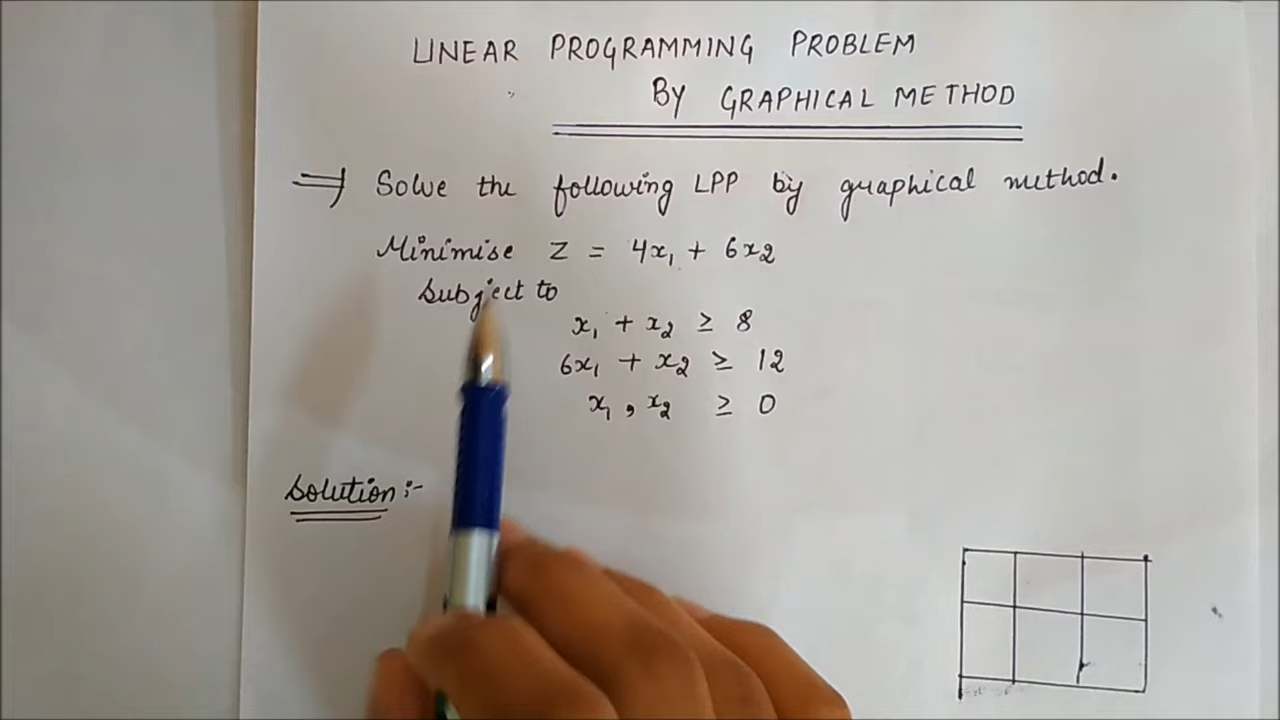 LINEAR PROGRAMMING PROBLEM
BY GRAPHICAL METHOD
⇒ Solve the following LPP by graphical method.
Minimise Z = 4x₁ + 6x₂
Subject to
x₁ + x₂ ≥ 8
6x₁ + x₂ ≥ 12
x₁, x₂ ≥ 0
Solution :-